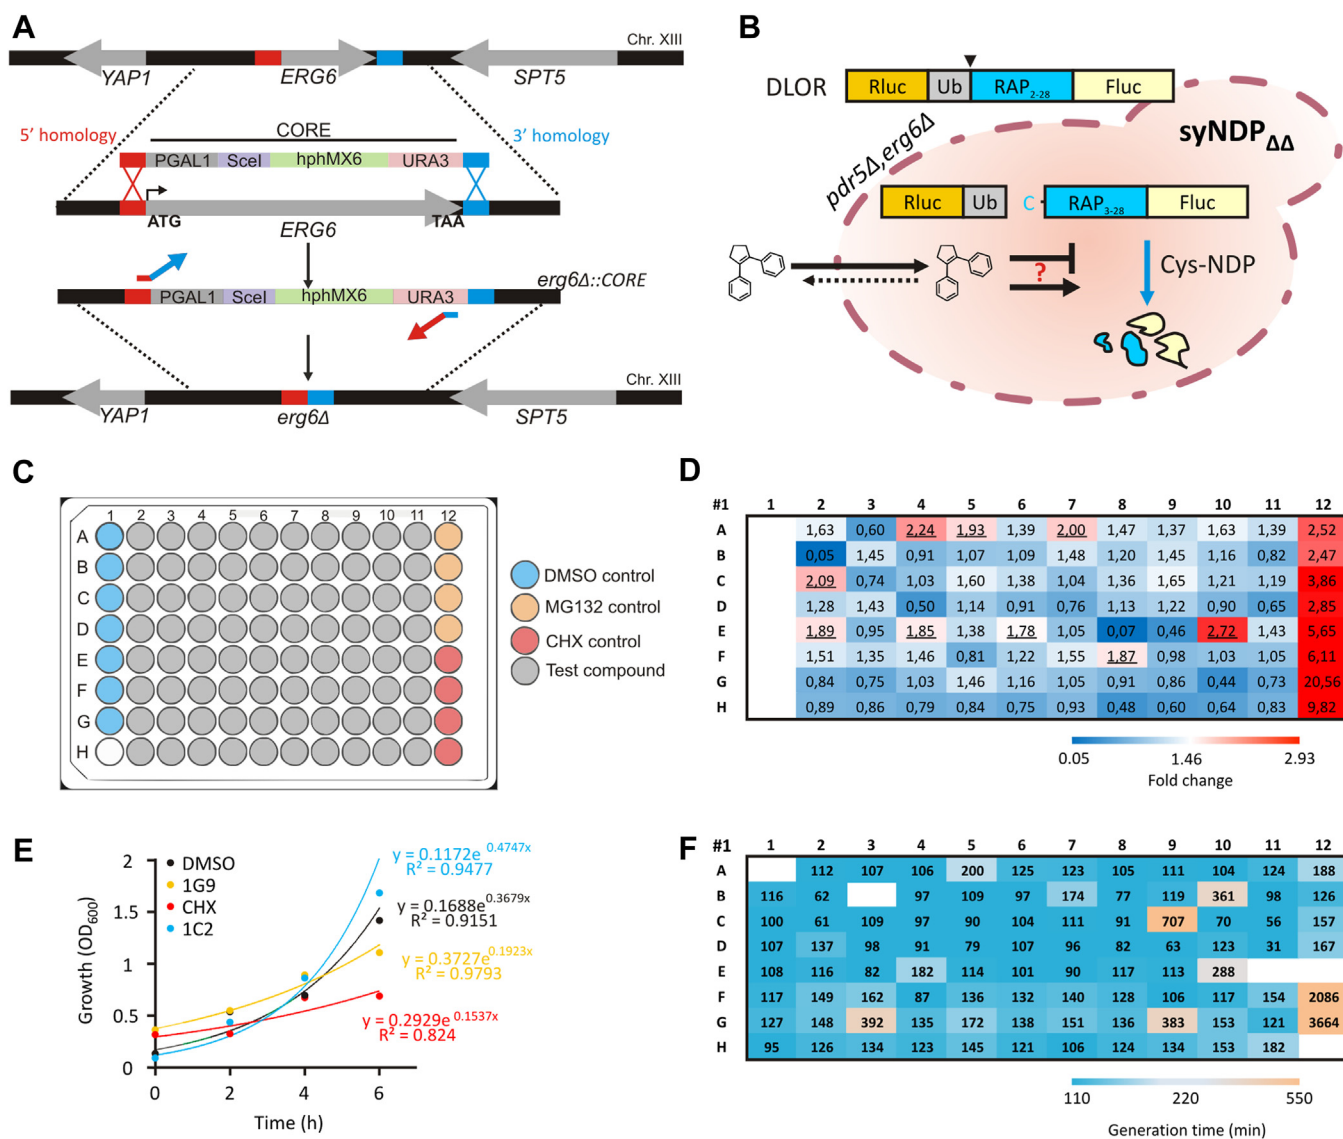 A
Chr. XIII
YAP1 ERG6 SPT5
5' homology CORE 3' homology
PGAL1 SceI hphMX6 URA3
ATG TAA
ERG6
PGAL1 SceI hphMX6 URA3
erg6Δ::CORE
Chr. XIII
YAP1 erg6Δ SPT5
B
DLOR Rluc Ub RAP2-28 Fluc
pdr5Δ,erg6Δ
syNDPΔΔ
Rluc Ub C RAP3-28 Fluc
?
Cys-NDP
C
1 2 3 4 5 6 7 8 9 10 11 12
A
B
C
D
E
F
G
H
DMSO control
MG132 control
CHX control
Test compound
D
#1 1 2 3 4 5 6 7 8 9 10 11 12
A 1,63 0,60 2,24 1,93 1,39 2,00 1,47 1,37 1,63 1,39 2,52
B 0,05 1,45 0,91 1,07 1,09 1,48 1,20 1,45 1,16 0,82 2,47
C 2,09 0,74 1,03 1,60 1,38 1,04 1,36 1,65 1,21 1,19 3,86
D 1,28 1,43 0,50 1,14 0,91 0,76 1,13 1,22 0,90 0,65 2,85
E 1,89 0,95 1,85 1,38 1,78 1,05 0,07 0,46 2,72 1,43 5,65
F 1,51 1,35 1,46 0,81 1,22 1,55 1,87 0,98 1,03 1,05 6,11
G 0,84 0,75 1,03 1,46 1,16 1,05 0,91 0,86 0,44 0,73 20,56
H 0,89 0,86 0,79 0,84 0,75 0,93 0,48 0,60 0,64 0,83 9,82
0.05 1.46 2.93
Fold change
E
Growth (OD600)
2
1.5
1
0.5
0
0 2 4 6
Time (h)
DMSO
1G9
CHX
1C2
y = 0.1172e^0.4747x
R² = 0.9477
y = 0.1688e^0.3679x
R² = 0.9151
y = 0.3727e^0.1923x
R² = 0.9793
y = 0.2929e^0.1537x
R² = 0.824
F
#1 1 2 3 4 5 6 7 8 9 10 11 12
A 112 107 106 200 125 123 105 111 104 124 188
B 116 62 97 109 97 174 77 119 361 98 126
C 100 61 109 97 90 104 111 91 707 70 56 157
D 107 137 98 91 79 107 96 82 63 123 31 167
E 108 116 82 182 114 101 90 117 113 288
F 117 149 162 87 136 132 140 128 106 117 154 2086
G 127 148 392 135 172 138 151 136 383 153 121 3664
H 95 126 134 123 145 121 106 124 134 153 182
110 220 550
Generation time (min)